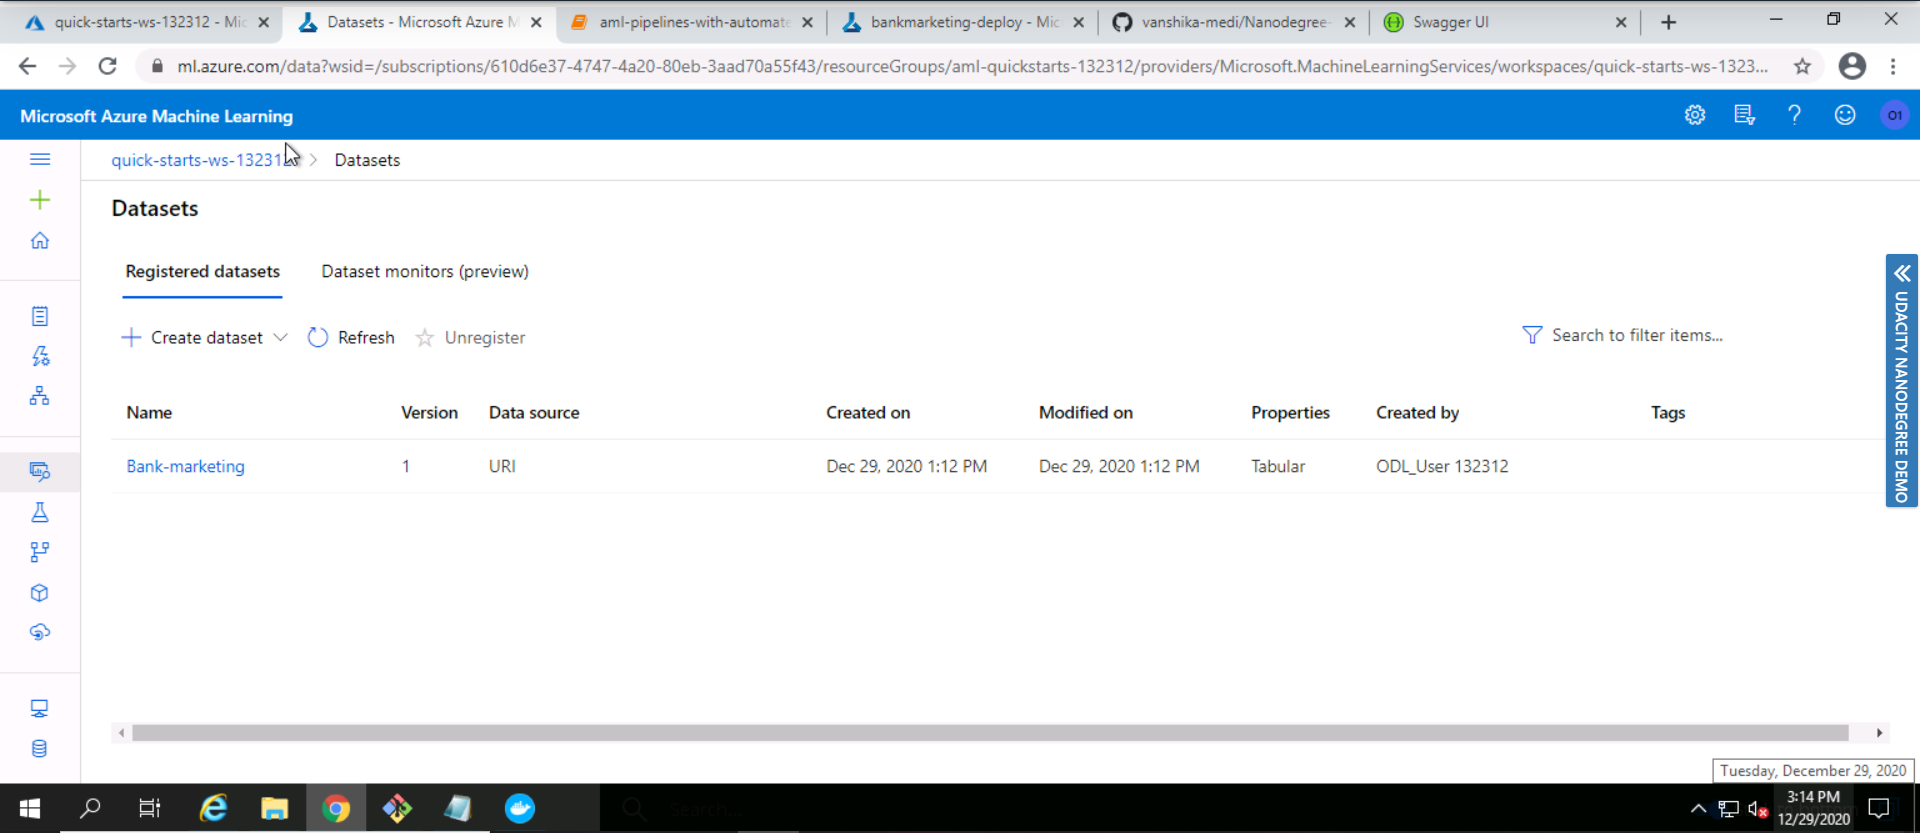 quick-starts-ws-132312 - Mic
Datasets - Microsoft Azure M
aml-pipelines-with-automate
bankmarketing-deploy - Mic
vanshika-medi/Nanodegree-
Swagger UI
ml.azure.com/data?wsid=/subscriptions/610d6e37-4747-4a20-80eb-3aad70a55f43/resourceGroups/aml-quickstarts-132312/providers/Microsoft.MachineLearningServices/workspaces/quick-starts-ws-1323...
Microsoft Azure Machine Learning
O1
quick-starts-ws-132312 > Datasets
Datasets
Registered datasets Dataset monitors (preview)
Create dataset Refresh Unregister Search to filter items...
Name Version Data source Created on Modified on Properties Created by Tags
Bank-marketing 1 URI Dec 29, 2020 1:12 PM Dec 29, 2020 1:12 PM Tabular ODL_User 132312
UDACITY NANODEGREE DEMO
Tuesday, December 29, 2020
Search...
3:14 PM
12/29/2020